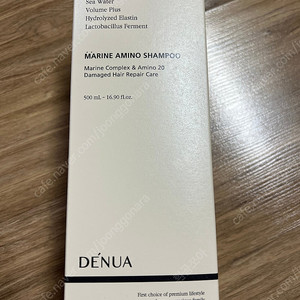 Sea Water
Volume Plus
Hydrolyzed Elastin
Lactobacillus Ferment
MARINE AMINO SHAMPOO
Marine Complex & Amino 20
Damaged Hair Repair Care
500 mL - 16.90 fl.oz.
DÉNUA
First choice of premium lifestyle